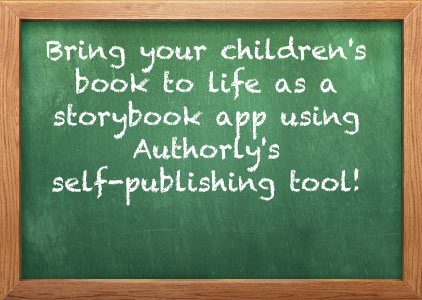 Bring your children's
book to life as a
storybook app using
Authorly's
self-publishing tool!